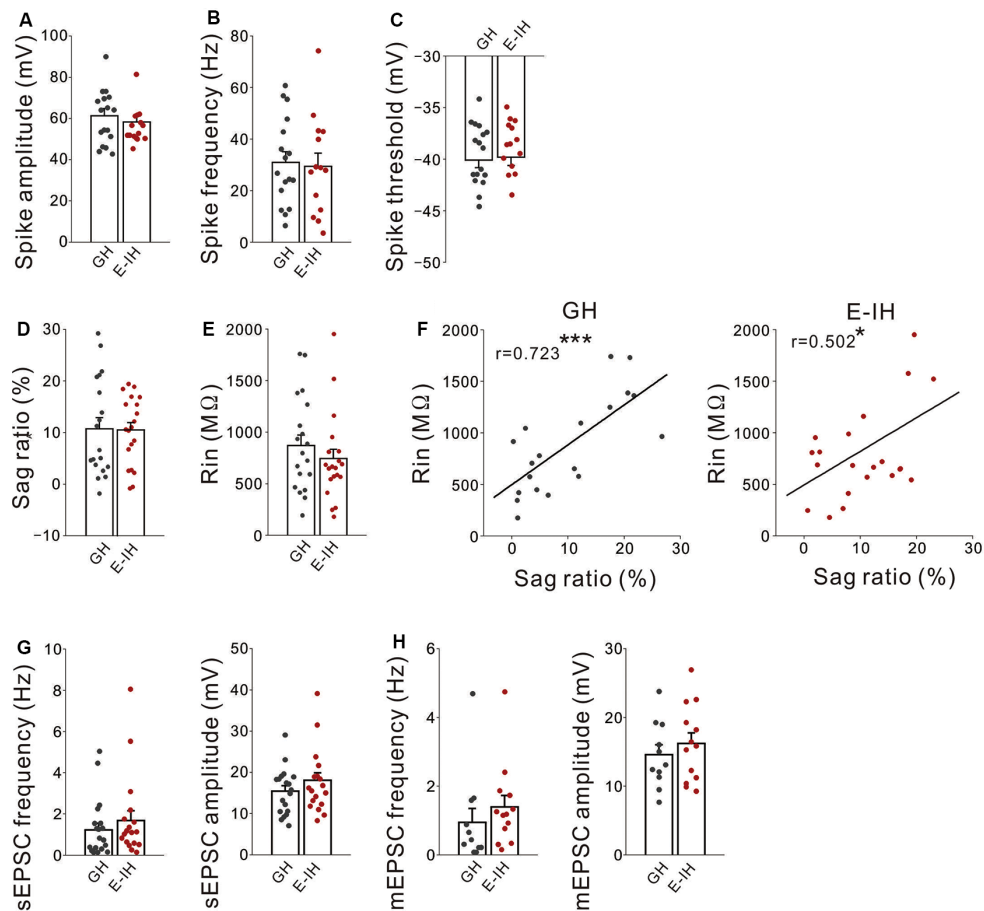 A
Spike amplitude (mV)
100
80
60
40
20
0
GH
E-IH
B
Spike frequency (Hz)
80
60
40
20
0
GH
E-IH
C
Spike threshold (mV)
GH
E-IH
−30
−35
−40
−45
−50
D
Sag ratio (%)
30
20
10
0
−10
GH
E-IH
E
Rin (MΩ)
2000
1500
1000
500
0
GH
E-IH
F
GH
r=0.723
***
Rin (MΩ)
2000
1500
1000
500
0
0
10
20
30
Sag ratio (%)
E-IH
r=0.502
*
Rin (MΩ)
2000
1500
1000
500
0
0
10
20
30
Sag ratio (%)
G
sEPSC frequency (Hz)
10
8
6
4
2
0
GH
E-IH
sEPSC amplitude (mV)
50
40
30
20
10
0
GH
E-IH
H
mEPSC frequency (Hz)
6
4
2
0
GH
E-IH
mEPSC amplitude (mV)
30
20
10
0
GH
E-IH